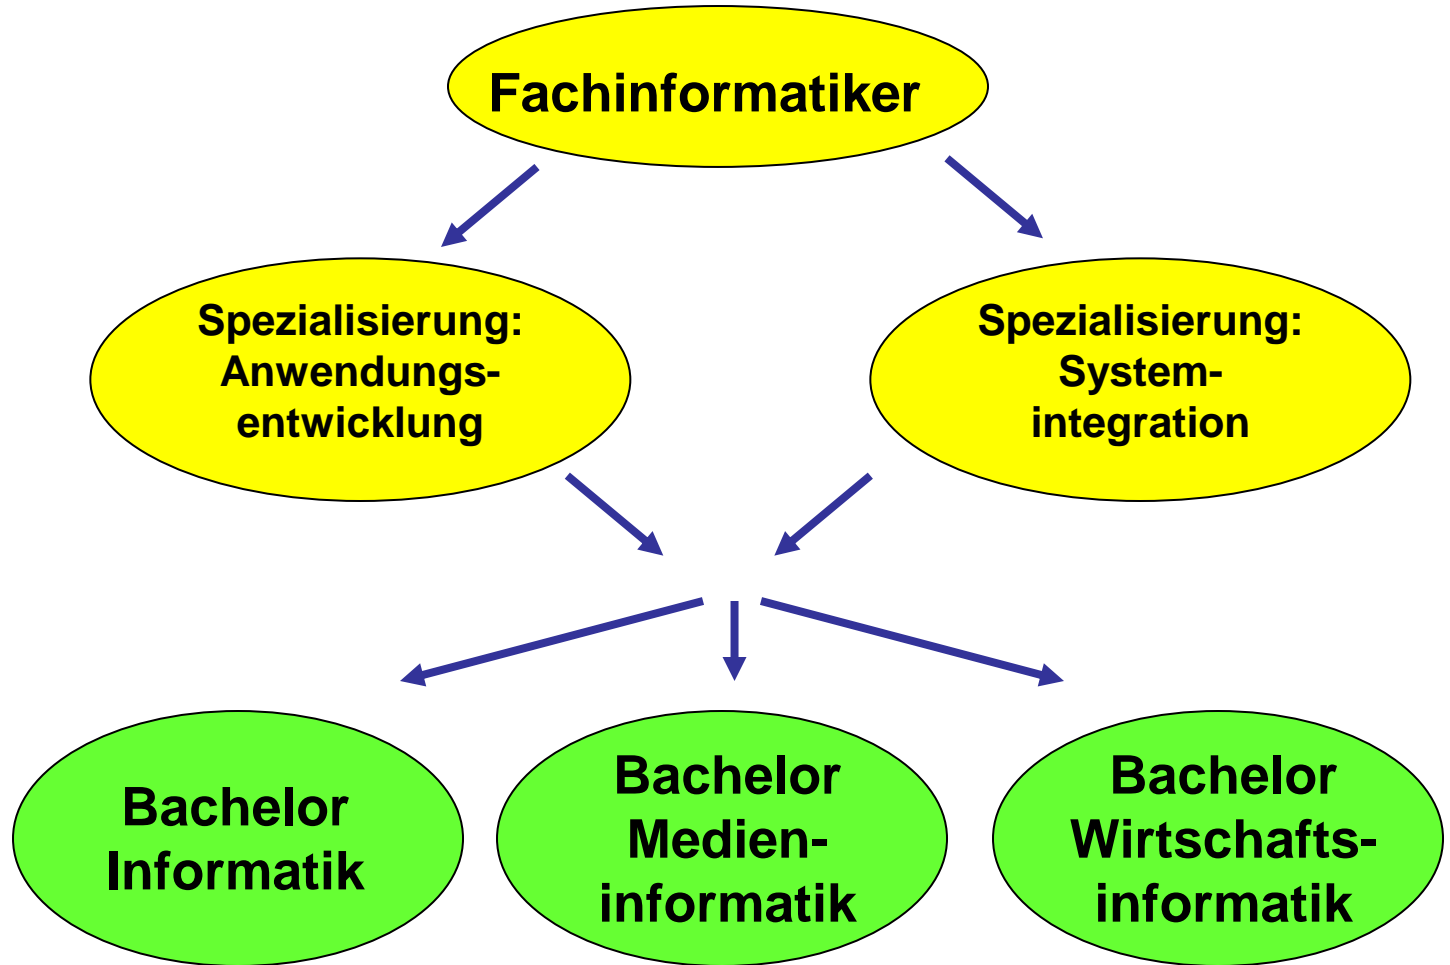 Fachinformatiker
Spezialisierung:
Anwendungs-
entwicklung
Spezialisierung:
System-
integration
Bachelor
Informatik
Bachelor
Medien-
informatik
Bachelor
Wirtschafts-
informatik